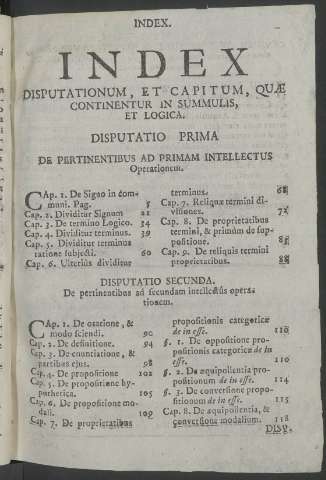 INDEX.
INDEX
DISPUTATIONUM, ET CAPITUM, QUÆ
CONTINENTUR IN SUMMULIS,
ET LOGICA.
DISPUTATIO PRIMA
DE PERTINENTIBUS AD PRIMAM INTELLECTUS
Operationem.
CAp. 1. De Signo in com-
muni. Pag. 5
Cap. 2. Dividitur Signum 21
Cap. 3. De termino Logico. 34
Cap. 4. Dividitur terminus. 39
Cap. 5. Dividitur terminus
ratione subjecti. 60
Cap. 6. Ulteriùs dividitur
terminus. 68
Cap. 7. Reliquæ termini di-
visiones. 72
Cap. 8. De proprietatibus
termini, & primùm de sup-
positione. 83
Cap. 9. De reliquis termini
proprietatibus. 88
DISPUTATIO SECUNDA.
De pertinentibus ad secundam intellectûs opera-
tionem.
CAp. 1. De oratione, &
modo sciendi. 90
Cap. 2. De definitione. 94
Cap. 3. De enuntiatione, &
partibus ejus. 98
Cap. 4. De propositione 102
Cap. 5. De propositione hy-
pothetica. 105
Cap. 6. De propositione mo-
dali. 109
Cap. 7. De proprietatibus
propositionis categoricæ
de in esse. 110
§. 1. De oppositione pro-
positionis categoricæ de in
esse. 110
§. 2. De æquipollentia pro-
positionum de in esse. 114
§. 3. De conversione propo-
sitionum de in esse. 115
Cap. 8. De æquipollentia, &
conversione modalium. 118
DISP.